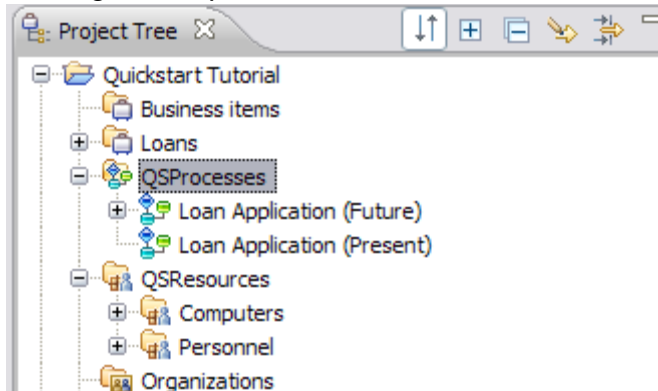 Project Tree
Quickstart Tutorial
Business items
Loans
QSProcesses
Loan Application (Future)
Loan Application (Present)
QSResources
Computers
Personnel
Organizations